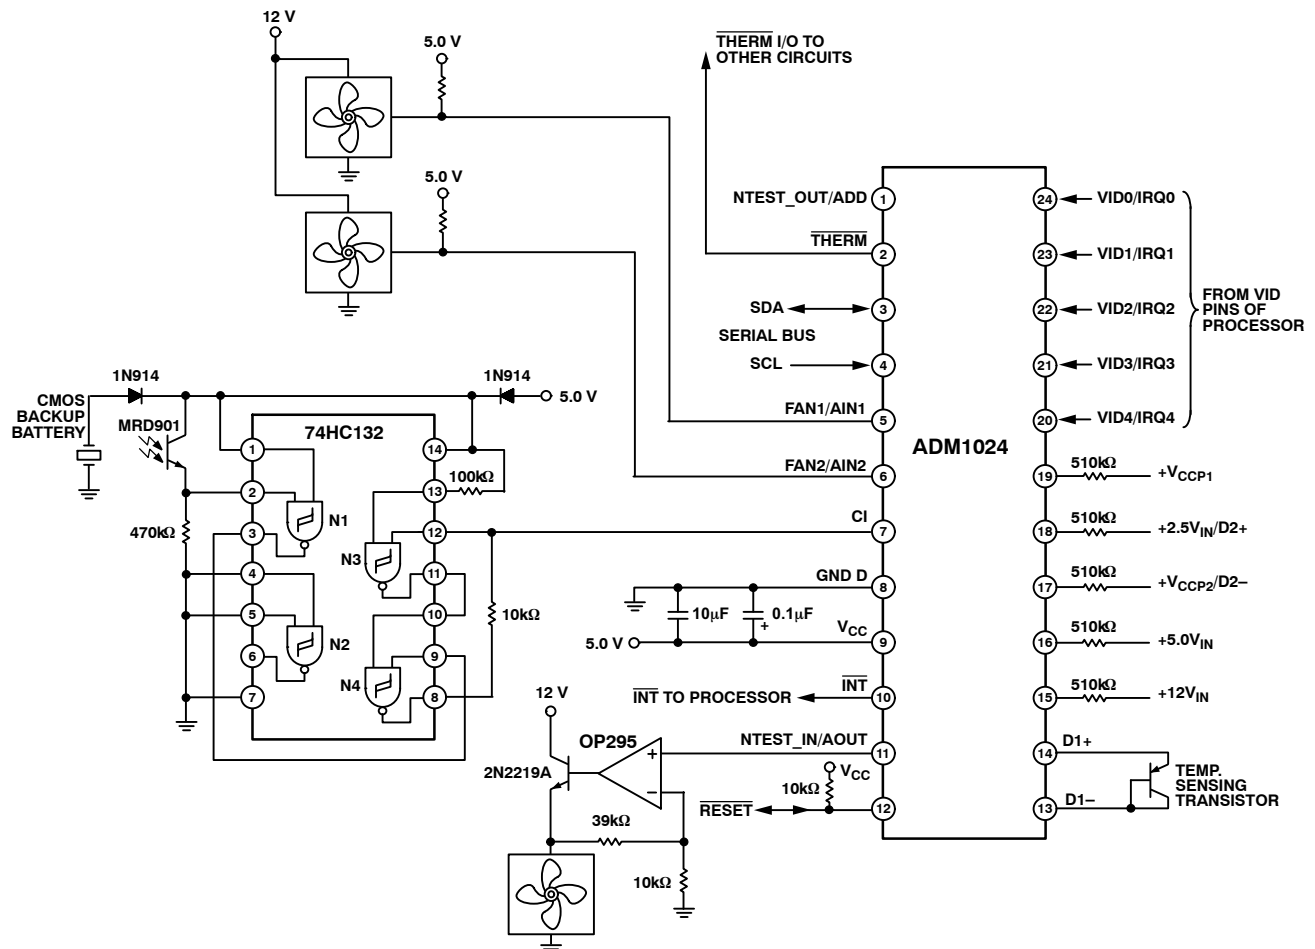 12 V
5.0 V
5.0 V
THERM I/O TO
OTHER CIRCUITS
NTEST_OUT/ADD
1
THERM
2
SDA
3
SERIAL BUS
SCL
4
FAN1/AIN1
5
FAN2/AIN2
6
CI
7
GND D
8
10µF
0.1µF
+
VCC
5.0 V
9
INT
INT TO PROCESSOR
10
NTEST_IN/AOUT
11
VCC
10kΩ
RESET
12
ADM1024
24
VID0/IRQ0
23
VID1/IRQ1
22
VID2/IRQ2
21
VID3/IRQ3
20
VID4/IRQ4
FROM VID
PINS OF
PROCESSOR
19
510kΩ
+VCCP1
18
510kΩ
+2.5VIN/D2+
17
510kΩ
+VCCP2/D2–
16
510kΩ
+5.0VIN
15
510kΩ
+12VIN
14
D1+
13
D1–
TEMP.
SENSING
TRANSISTOR
1N914
1N914
5.0 V
CMOS
BACKUP
BATTERY
MRD901
470kΩ
74HC132
1
2
3
4
5
6
7
N1
N2
14
100kΩ
13
12
N3
11
10
9
N4
8
10kΩ
12 V
OP295
+
–
2N2219A
39kΩ
10kΩ